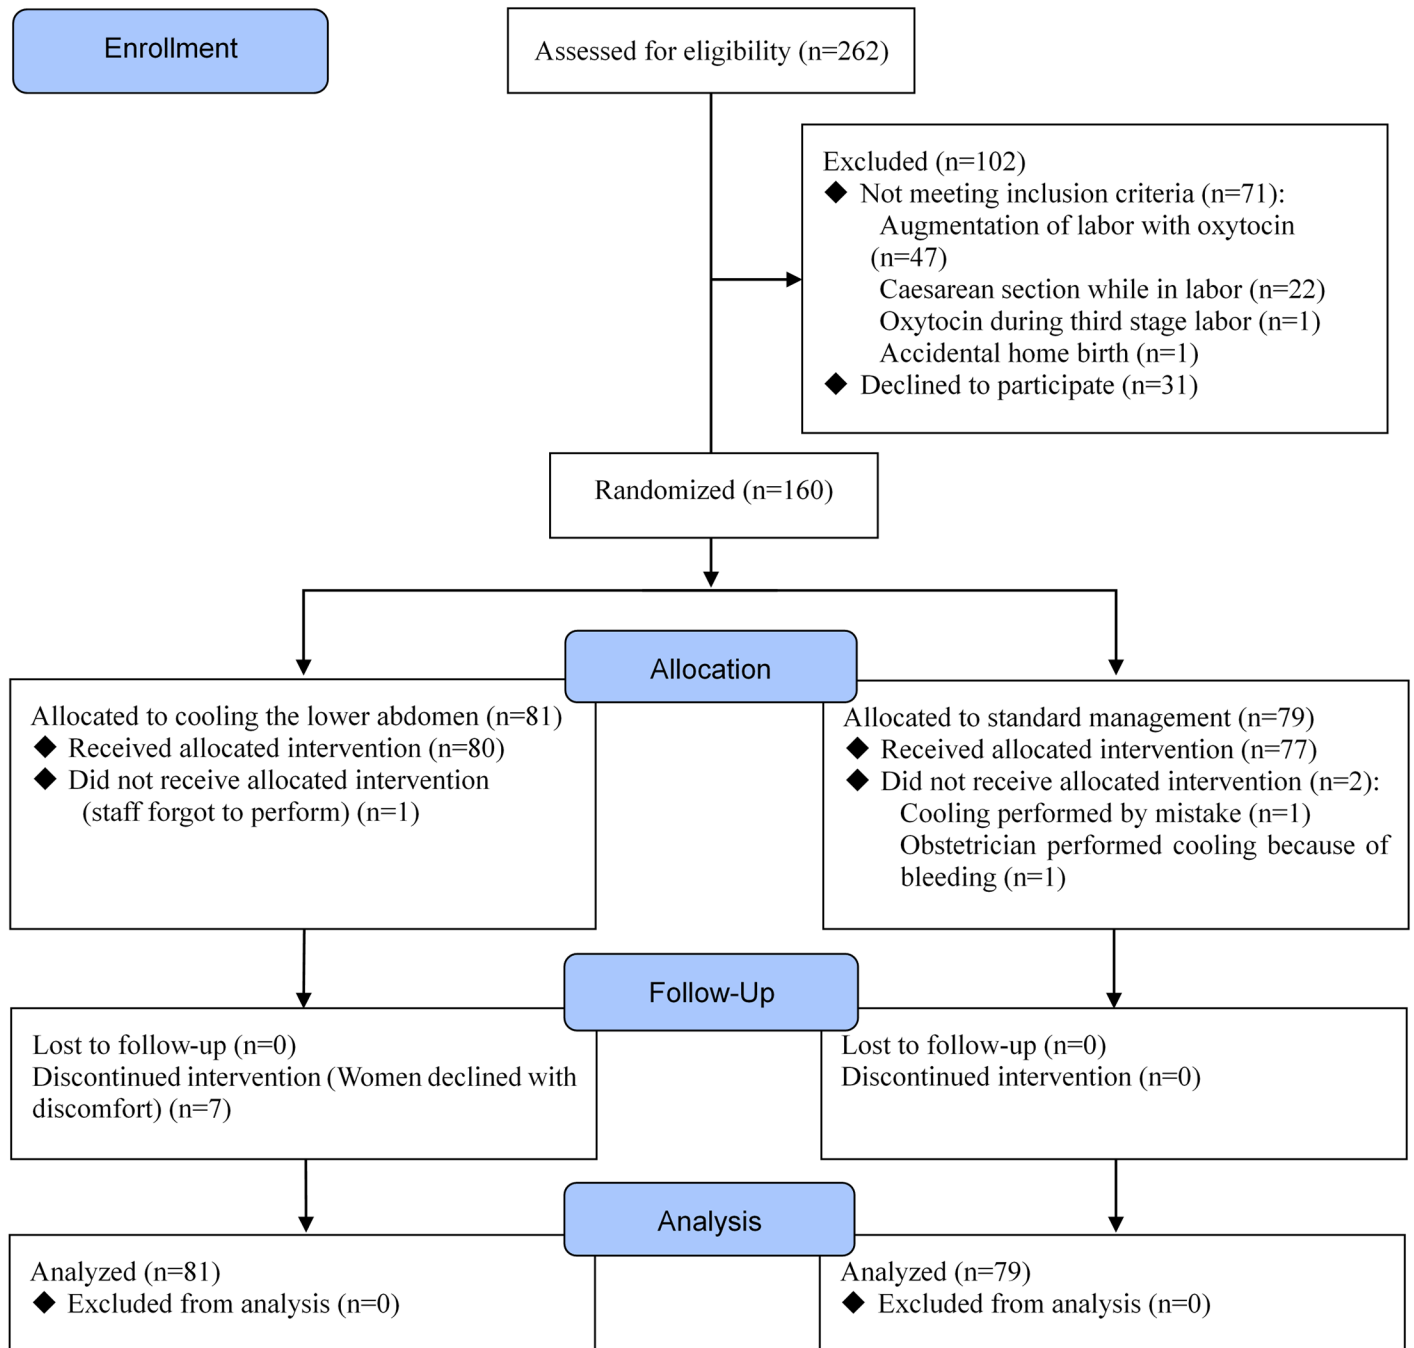 Enrollment
Assessed for eligibility (n=262)
Excluded (n=102)
◆ Not meeting inclusion criteria (n=71):
Augmentation of labor with oxytocin
(n=47)
Caesarean section while in labor (n=22)
Oxytocin during third stage labor (n=1)
Accidental home birth (n=1)
◆ Declined to participate (n=31)
Randomized (n=160)
Allocation
Allocated to cooling the lower abdomen (n=81)
◆ Received allocated intervention (n=80)
◆ Did not receive allocated intervention
(staff forgot to perform) (n=1)
Allocated to standard management (n=79)
◆ Received allocated intervention (n=77)
◆ Did not receive allocated intervention (n=2):
Cooling performed by mistake (n=1)
Obstetrician performed cooling because of
bleeding (n=1)
Follow-Up
Lost to follow-up (n=0)
Discontinued intervention (Women declined with
discomfort) (n=7)
Lost to follow-up (n=0)
Discontinued intervention (n=0)
Analysis
Analyzed (n=81)
◆ Excluded from analysis (n=0)
Analyzed (n=79)
◆ Excluded from analysis (n=0)